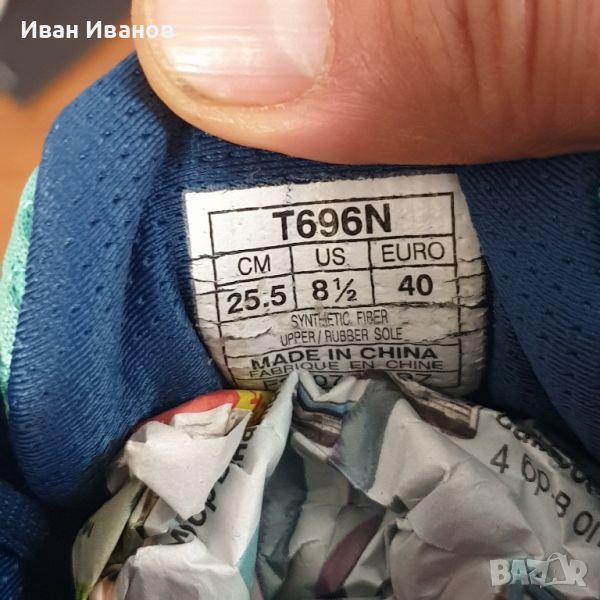 Иван Иванов
T696N
CM US EURO
25.5 8½ 40
SYNTHETIC FIBER
UPPER/RUBBER SOLE
MADE IN CHINA
FABRIQUE EN CHINE
4 бр
BAZAR